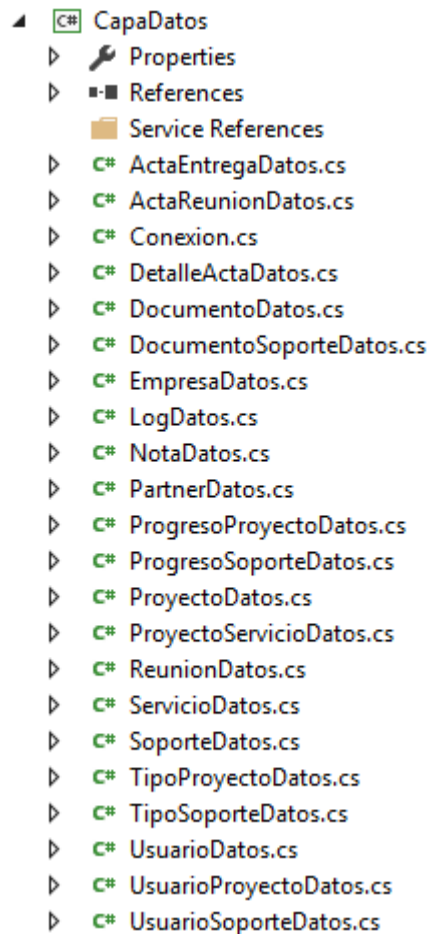 C# CapaDatos
Properties
References
Service References
C# ActaEntregaDatos.cs
C# ActaReunionDatos.cs
C# Conexion.cs
C# DetalleActaDatos.cs
C# DocumentoDatos.cs
C# DocumentoSoporteDatos.cs
C# EmpresaDatos.cs
C# LogDatos.cs
C# NotaDatos.cs
C# PartnerDatos.cs
C# ProgresoProyectoDatos.cs
C# ProgresoSoporteDatos.cs
C# ProyectoDatos.cs
C# ProyectoServicioDatos.cs
C# ReunionDatos.cs
C# ServicioDatos.cs
C# SoporteDatos.cs
C# TipoProyectoDatos.cs
C# TipoSoporteDatos.cs
C# UsuarioDatos.cs
C# UsuarioProyectoDatos.cs
C# UsuarioSoporteDatos.cs